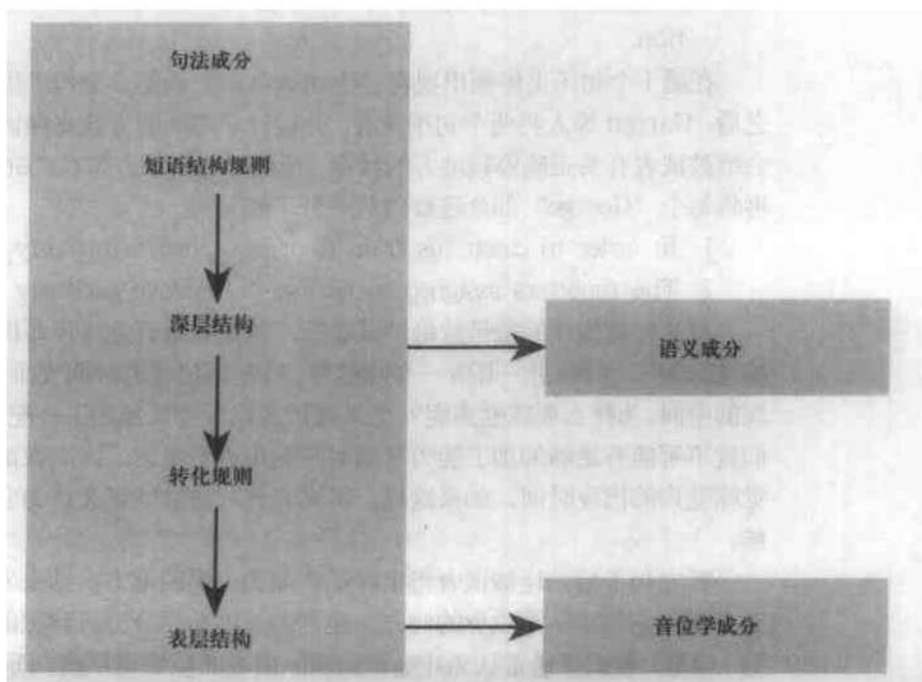 句法成分
短语结构规则
深层结构
语义成分
转化规则
表层结构
音位学成分